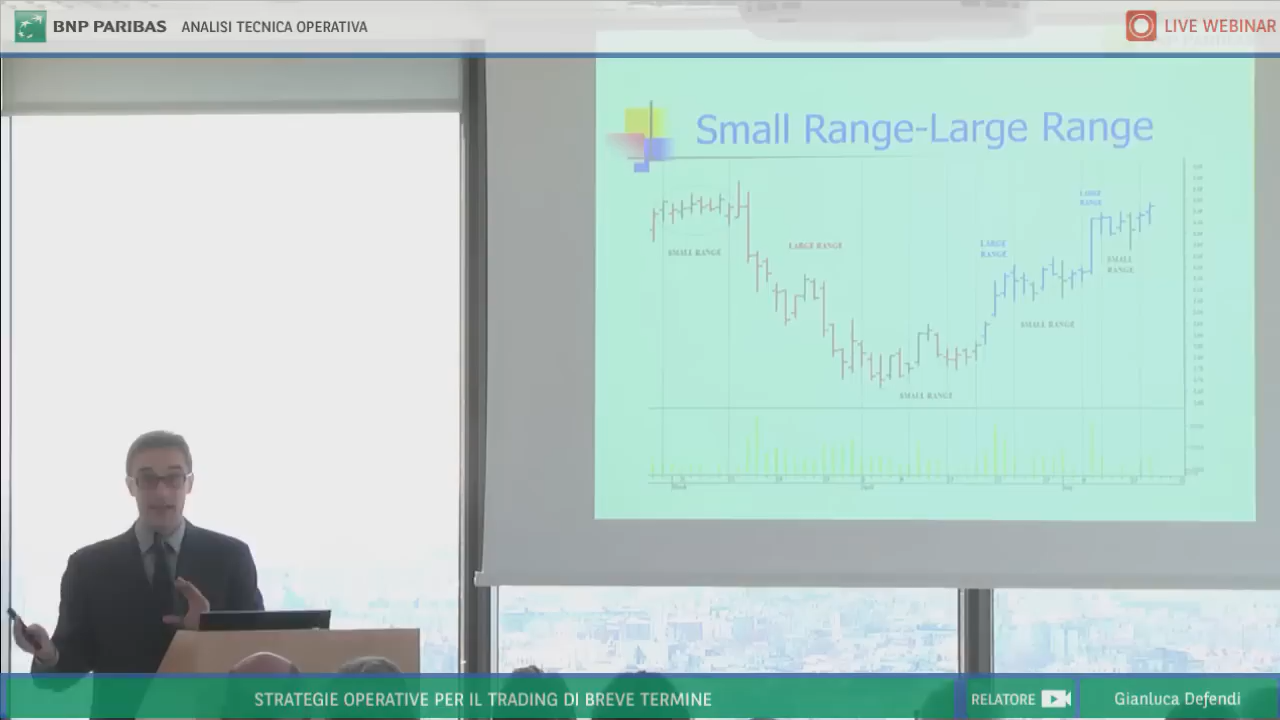 BNP PARIBAS ANALISI TECNICA OPERATIVA
LIVE WEBINAR
Small Range-Large Range
SMALL RANGE
LARGE RANGE
SMALL RANGE
LARGE
RANGE
SMALL RANGE
LARGE
RANGE
SMALL
RANGE
STRATEGIE OPERATIVE PER IL TRADING DI BREVE TERMINE
RELATORE
Gianluca Defendi